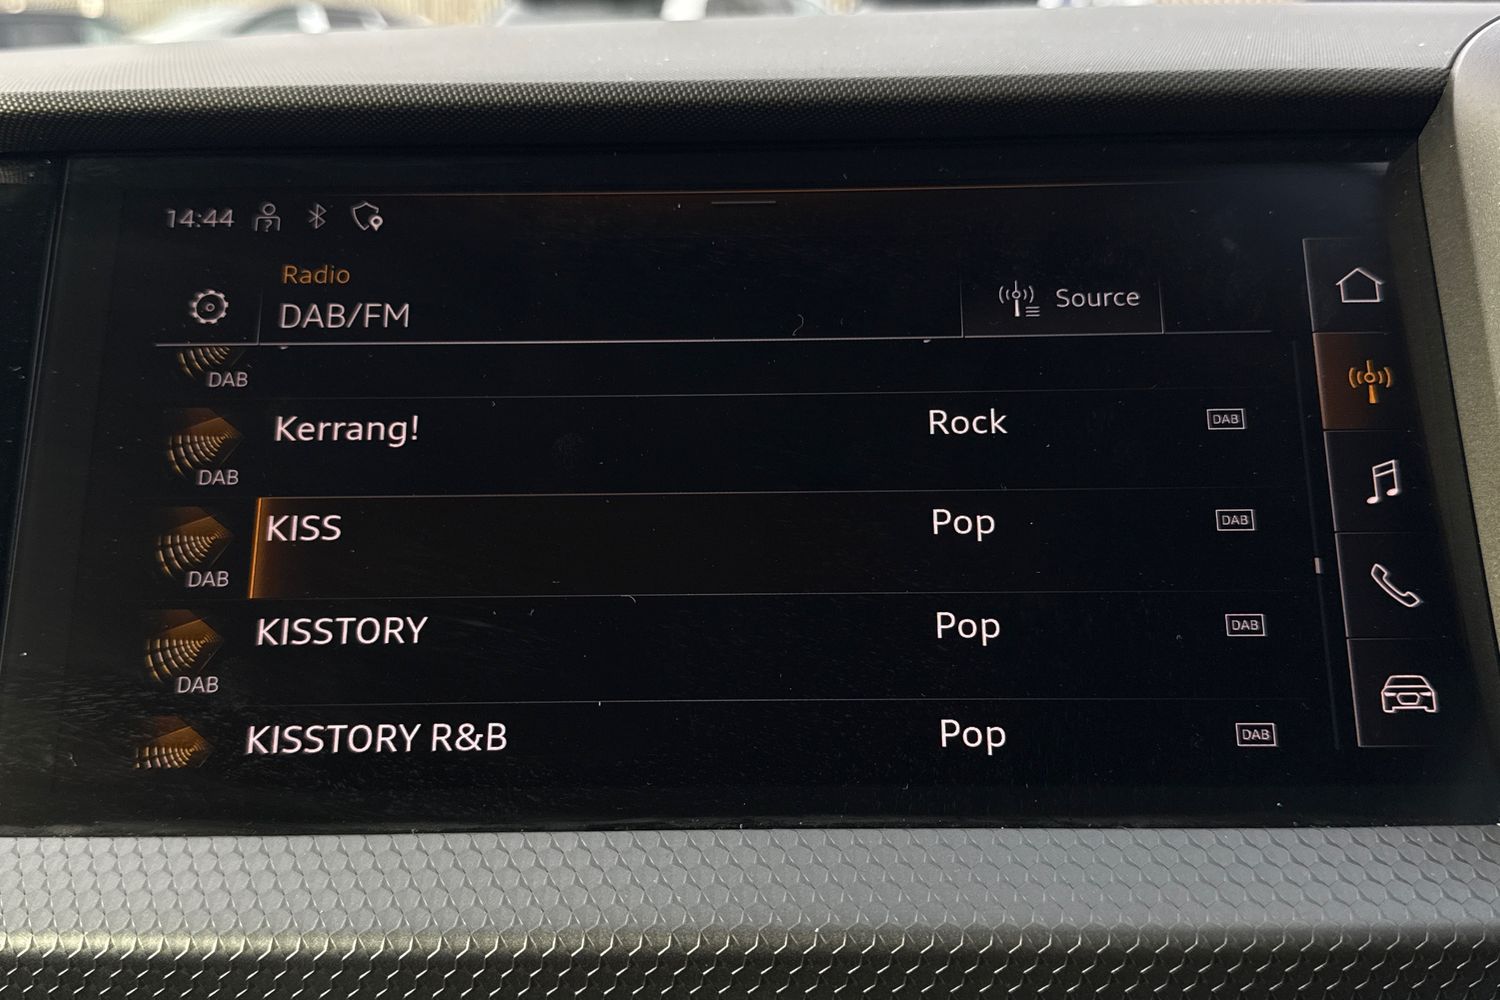 14:44
Radio
DAB/FM
Source
DAB
Kerrang! Rock DAB
DAB
KISS Pop DAB
DAB
KISSTORY Pop DAB
DAB
KISSTORY R&B Pop DAB